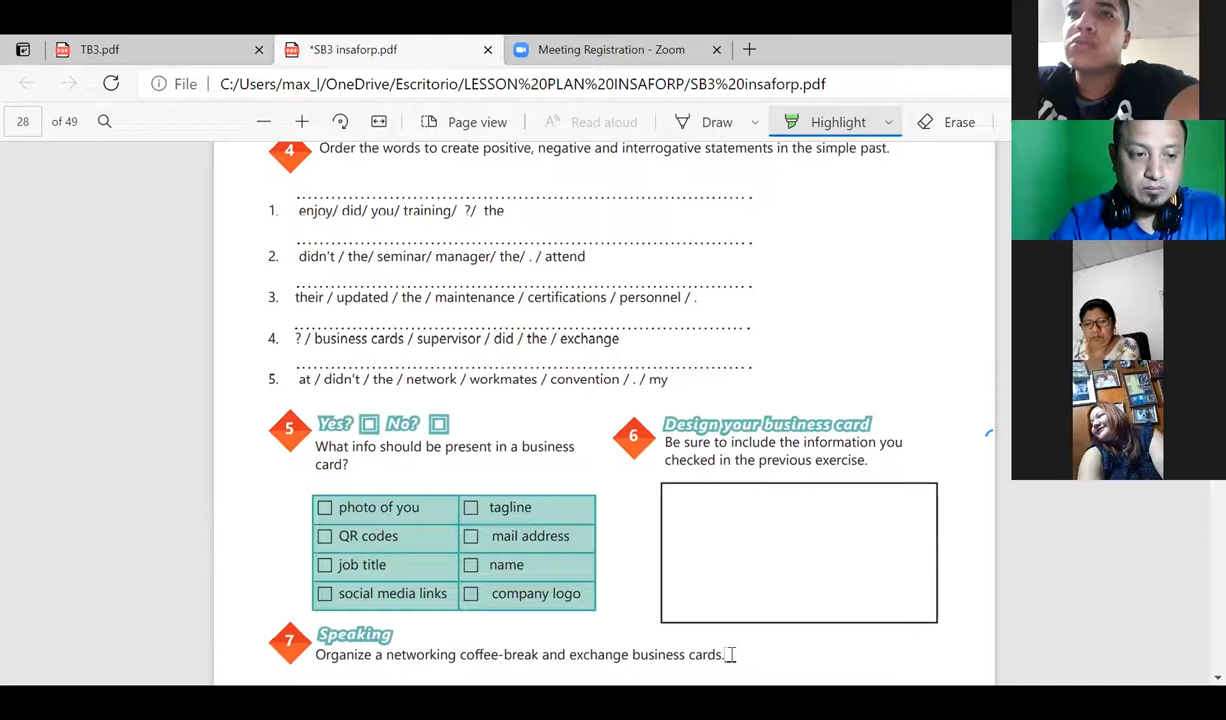 TB3.pdf
*SB3 insaforp.pdf
Meeting Registration - Zoom
File C:/Users/max_l/OneDrive/Escritorio/LESSON%20PLAN%20INSAFORP/SB3%20insaforp.pdf
28 of 49
Page view
Read aloud
Draw
Highlight
Erase
4 Order the words to create positive, negative and interrogative statements in the simple past.
1. enjoy/ did/ you/ training/ ?/ the
2. didn't / the/ seminar/ manager/ the/ . / attend
3. their / updated / the / maintenance / certifications / personnel / .
4. ? / business cards / supervisor / did / the / exchange
5. at / didn't / the / network / workmates / convention / . / my
5 Yes? No?
What info should be present in a business
card?
photo of you tagline
QR codes mail address
job title name
social media links company logo
6 Design your business card
Be sure to include the information you
checked in the previous exercise.
7 Speaking
Organize a networking coffee-break and exchange business cards.